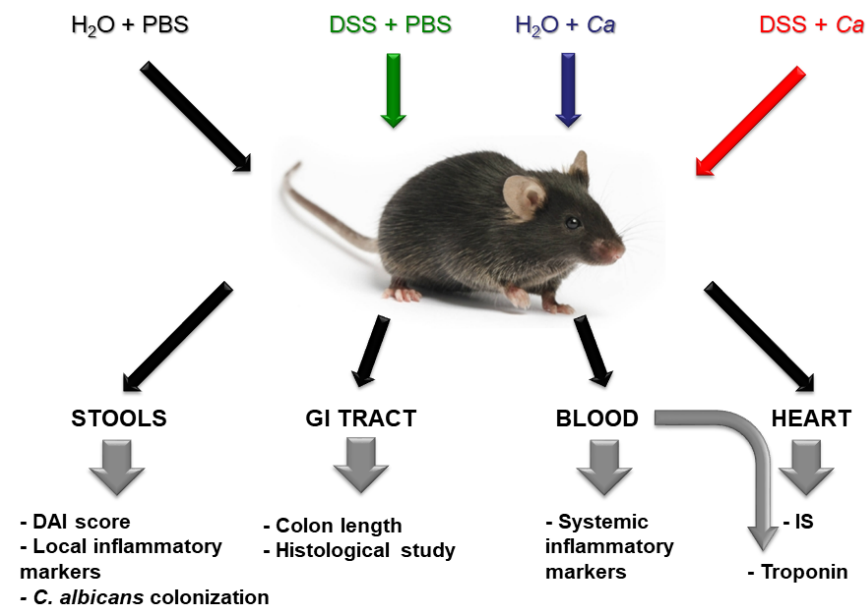 H₂O + PBS
DSS + PBS
H₂O + Ca
DSS + Ca
STOOLS
GI TRACT
BLOOD
HEART
- DAI score
- Local inflammatory
markers
- C. albicans colonization
- Colon length
- Histological study
- Systemic
inflammatory
markers
- IS
- Troponin